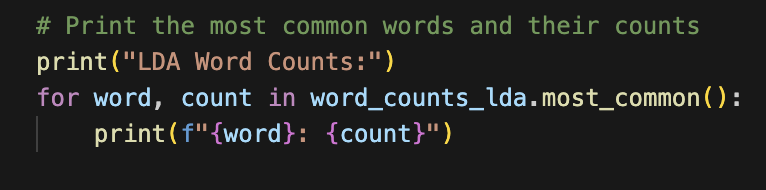 # Print the most common words and their counts
print("LDA Word Counts:")
for word, count in word_counts_lda.most_common():
    print(f"{word}: {count}")